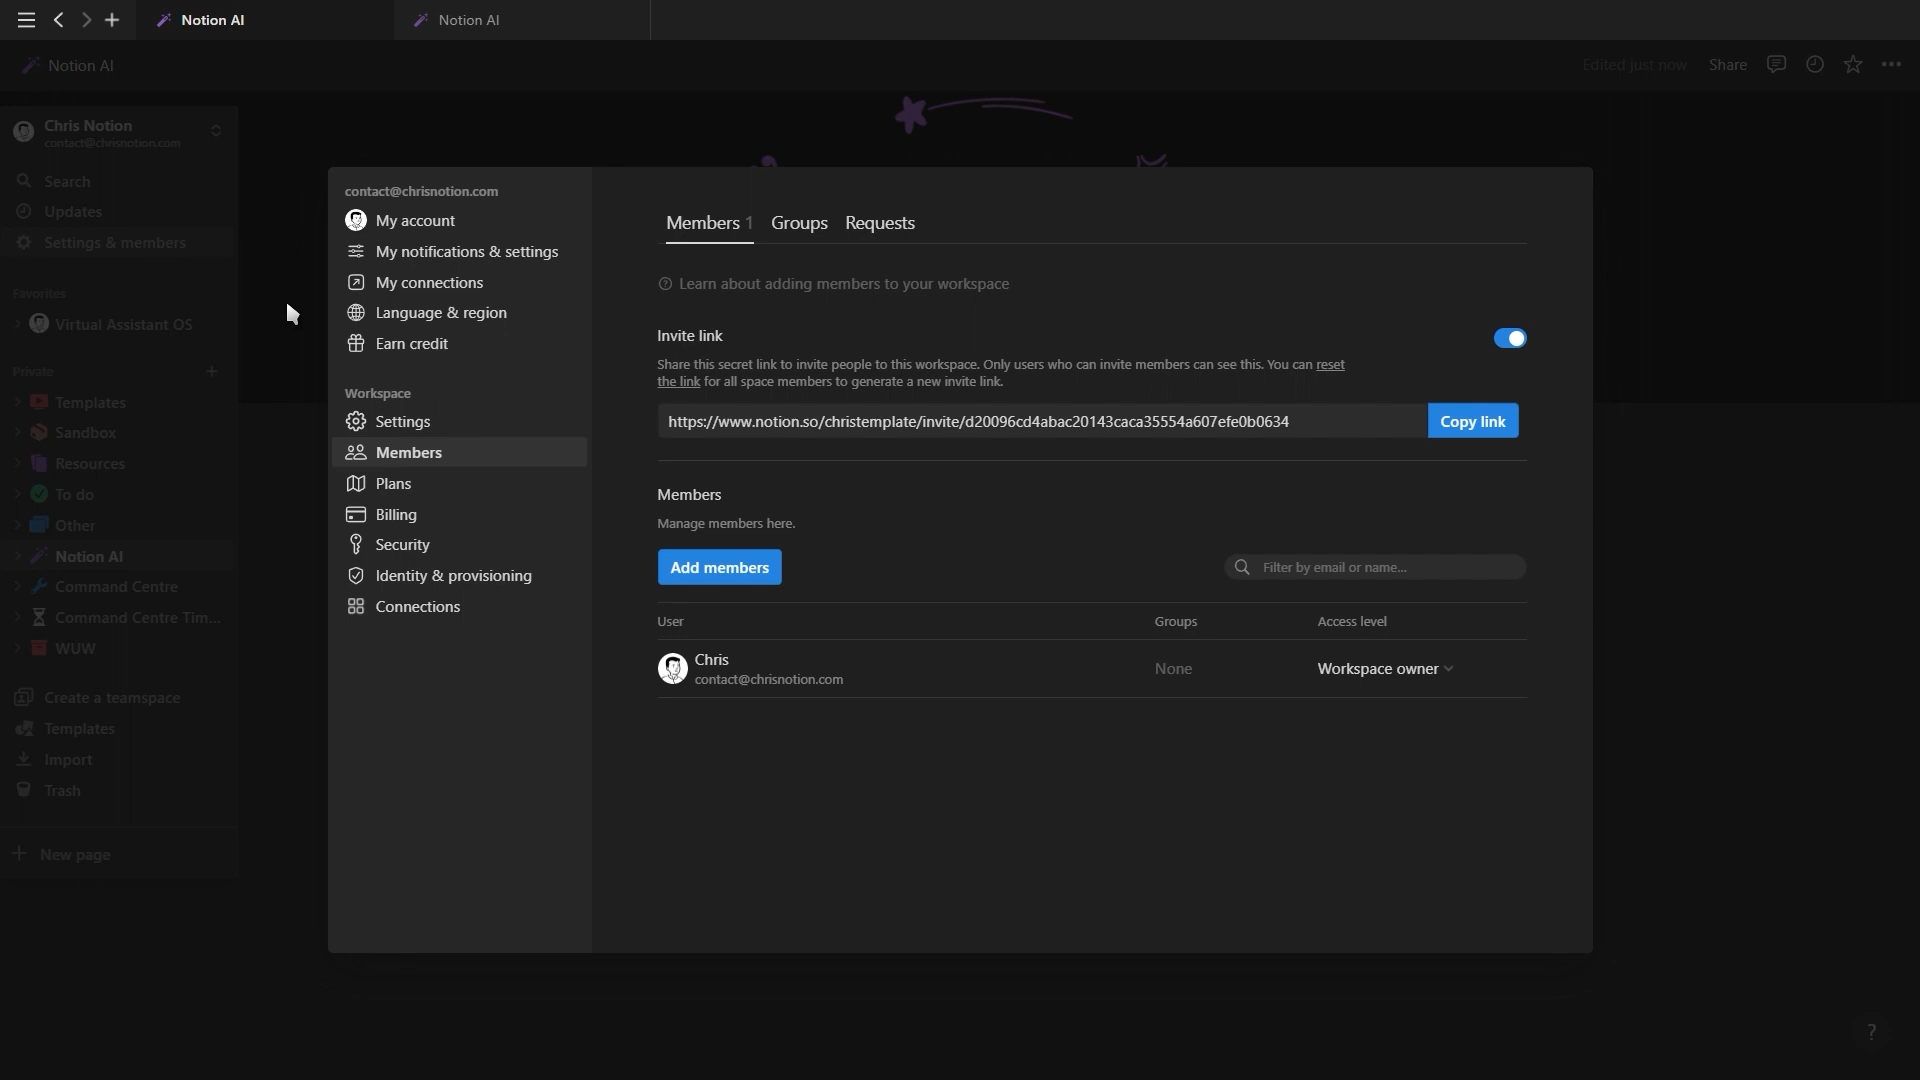 Notion AI
Notion AI
Notion AI
Edited just now
Share
Chris Notion
contact@chrisnotion.com
Search
Updates
Settings & members
Favorites
Virtual Assistant OS
Private
Templates
Sandbox
Resources
To do
Other
Notion AI
Command Centre
Command Centre Tim...
WUW
Create a teamspace
Templates
Import
Trash
New page
contact@chrisnotion.com
My account
My notifications & settings
My connections
Language & region
Earn credit
Workspace
Settings
Members
Plans
Billing
Security
Identity & provisioning
Connections
Members 1 Groups Requests
Learn about adding members to your workspace
Invite link
Share this secret link to invite people to this workspace. Only users who can invite members can see this. You can reset
the link for all space members to generate a new invite link.
https://www.notion.so/christemplate/invite/d20096cd4abac20143caca35554a607efe0b0634
Copy link
Members
Manage members here.
Add members
Filter by email or name...
User Groups Access level
Chris
contact@chrisnotion.com
None
Workspace owner
?